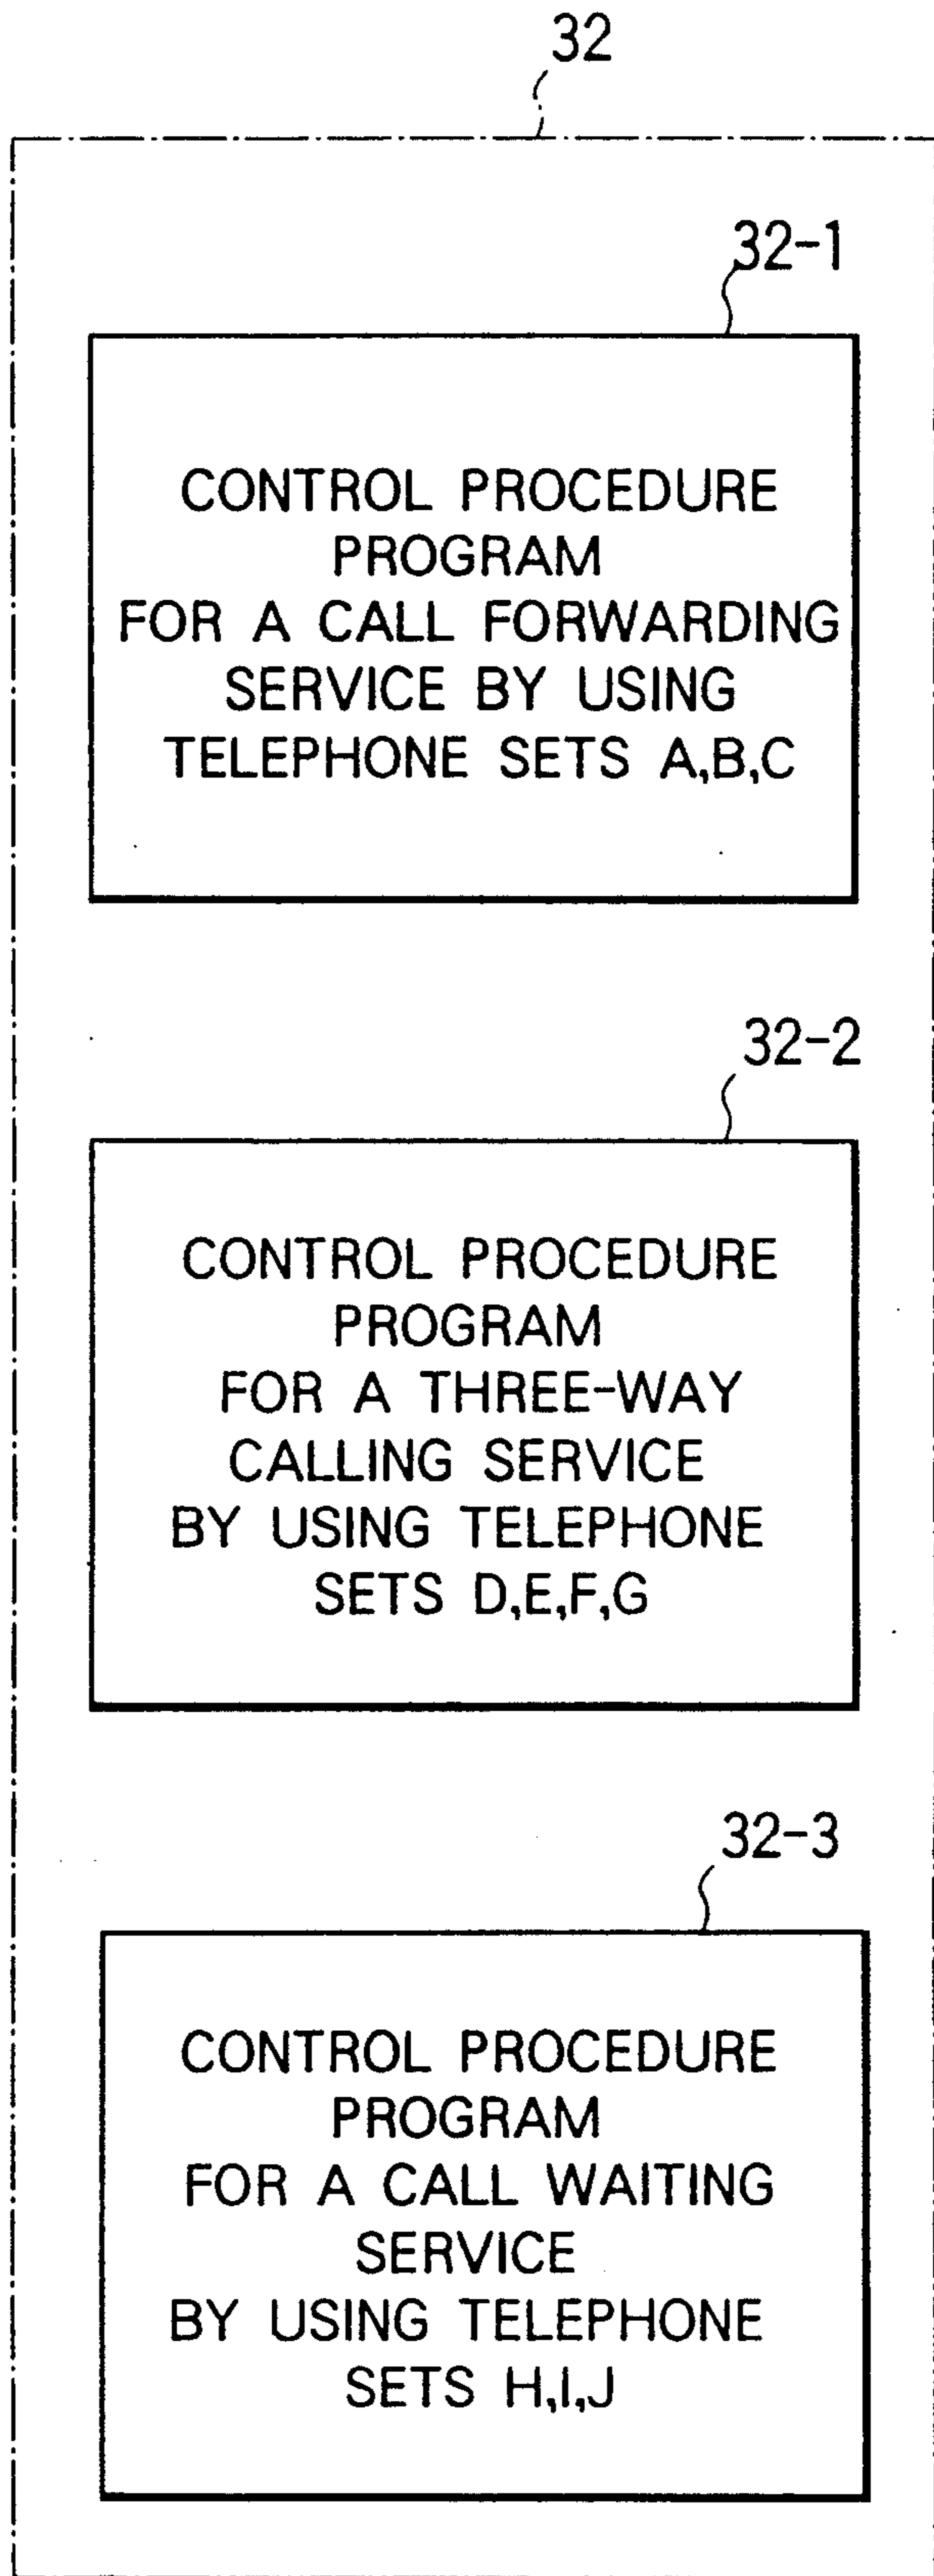 32
32-1
CONTROL PROCEDURE
PROGRAM
FOR A CALL FORWARDING
SERVICE BY USING
TELEPHONE SETS A,B,C
32-2
CONTROL PROCEDURE
PROGRAM
FOR A THREE-WAY
CALLING SERVICE
BY USING TELEPHONE
SETS D,E,F,G
32-3
CONTROL PROCEDURE
PROGRAM
FOR A CALL WAITING
SERVICE
BY USING TELEPHONE
SETS H,I,J